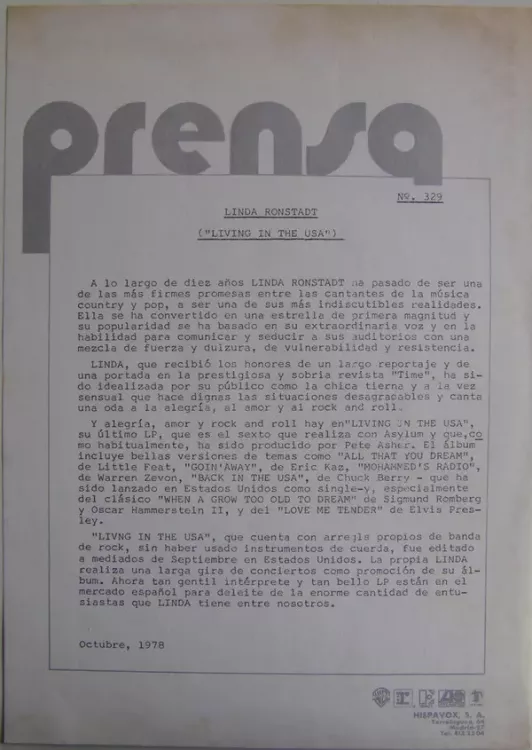 prensa
Nº. 329
LINDA RONSTADT
("LIVING IN THE USA")
A lo largo de diez años LINDA RONSTADT ha pasado de ser una
de las más firmes promesas entre las cantantes de la música
country y pop, a ser una de sus más indiscutibles realidades.
Ella se ha convertido en una estrella de primera magnitud y
su popularidad se ha basado en su extraordinaria voz y en la
habilidad para comunicar y seducir a sus auditorios con una
mezcla de fuerza y dulzura, de vulnerabilidad y resistencia.
LINDA, que recibió los honores de un largo reportaje y de
una portada en la prestigiosa y sobria revista "Time", ha si-
do idealizada por su público como la chica tierna y a la vez
sensual que hace dignas las situaciones desagradables y canta
una oda a la alegría, al amor y al rock and roll.
Y alegría, amor y rock and roll hay en"LIVING IN THE USA",
su último LP, que es el sexto que realiza con Asylum y que,co
mo habitualmente, ha sido producido por Pete Asher. El álbum
incluye bellas versiones de temas como "ALL THAT YOU DREAM",
de Little Feat, "GOIN'AWAY", de Eric Kaz, "MOHAMMED'S RADIO",
de Warren Zevon, "BACK IN THE USA", de Chuck Berry - que ha
sido lanzado en Estados Unidos como single-y, especialmente
del clásico "WHEN A GROW TOO OLD TO DREAM" de Sigmund Romberg
y Oscar Hammerstein II, y del "LOVE ME TENDER" de Elvis Pres-
ley.
"LIVNG IN THE USA", que cuenta con arregls propios de banda
de rock, sin haber usado instrumentos de cuerda, fue editado
a mediados de Septiembre en Estados Unidos. La propia LINDA
realiza una larga gira de conciertos como promoción de su ál-
bum. Ahora tan gentil intérprete y tan bello LP están en el
mercado español para deleite de la enorme cantidad de entu-
siastas que LINDA tiene entre nosotros.
Octubre, 1978
HISPAVOX, S. A.
Torrelaguna, 64
Madrid-27